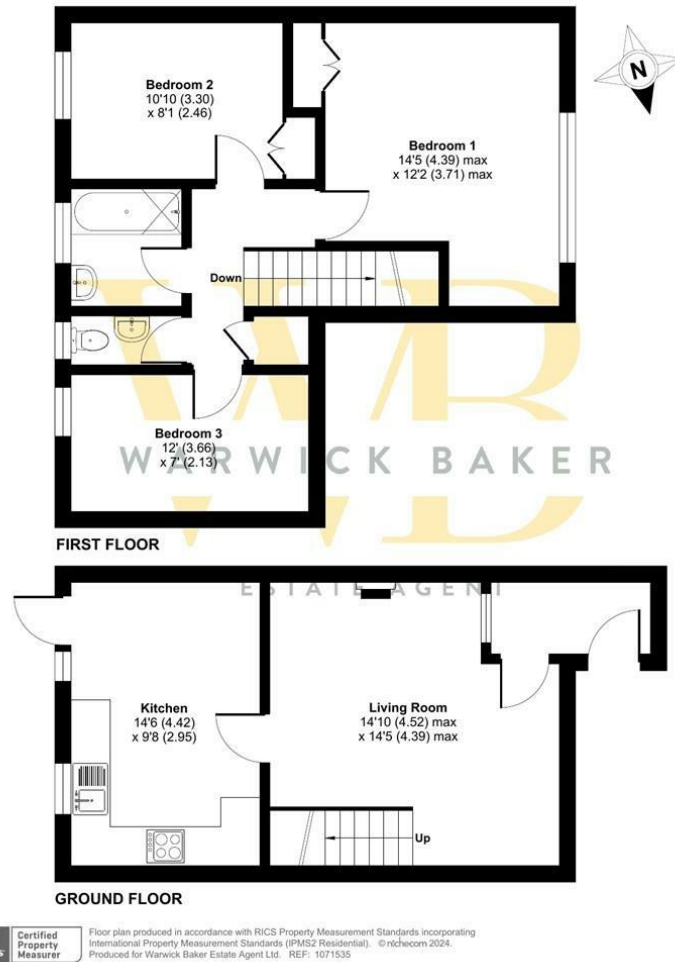 Bedroom 2
10'10 (3.30)
x 8'1 (2.46)
N
Bedroom 1
14'5 (4.39) max
x 12'2 (3.71) max
Down
Bedroom 3
12' (3.66)
x 7' (2.13)
WB
WARWICK BAKER
ESTATE AGENT
FIRST FLOOR
Kitchen
14'6 (4.42)
x 9'8 (2.95)
Living Room
14'10 (4.52) max
x 14'5 (4.39) max
Up
GROUND FLOOR
Certified
Property
Measurer
Floor plan produced in accordance with RICS Property Measurement Standards incorporating
International Property Measurement Standards (IPMS2 Residential). © nichecom 2024.
Produced for Warwick Baker Estate Agent Ltd. REF: 1071535